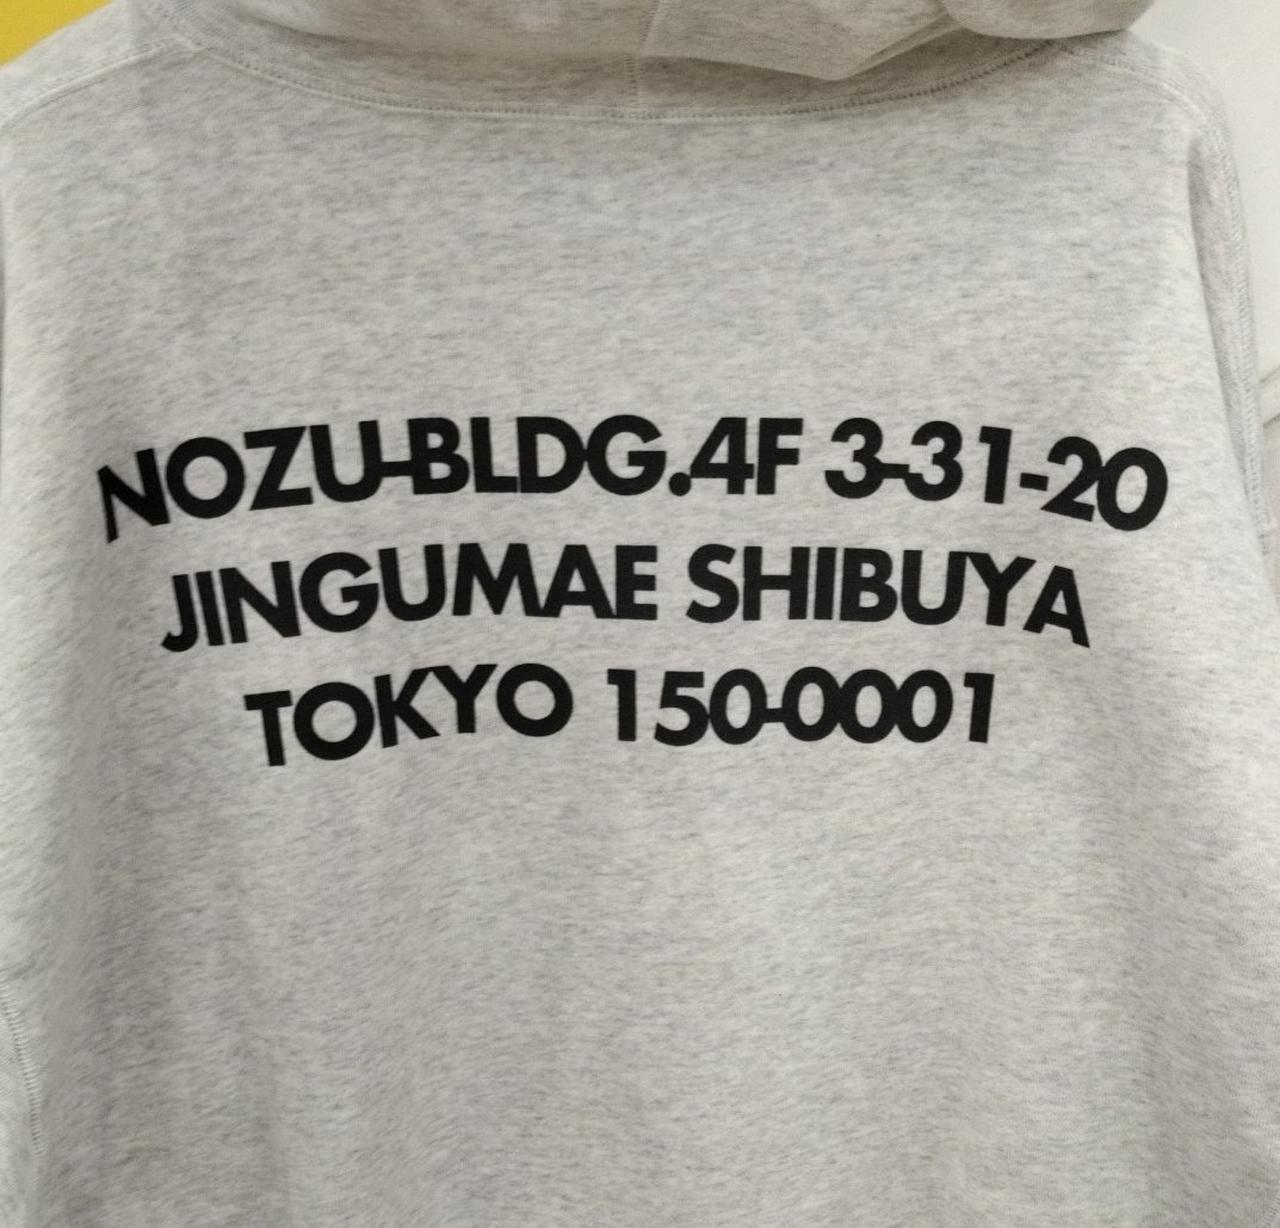 NOZU-BLDG.4F 3-31-20
JINGUMAE SHIBUYA
TOKYO 150-0001